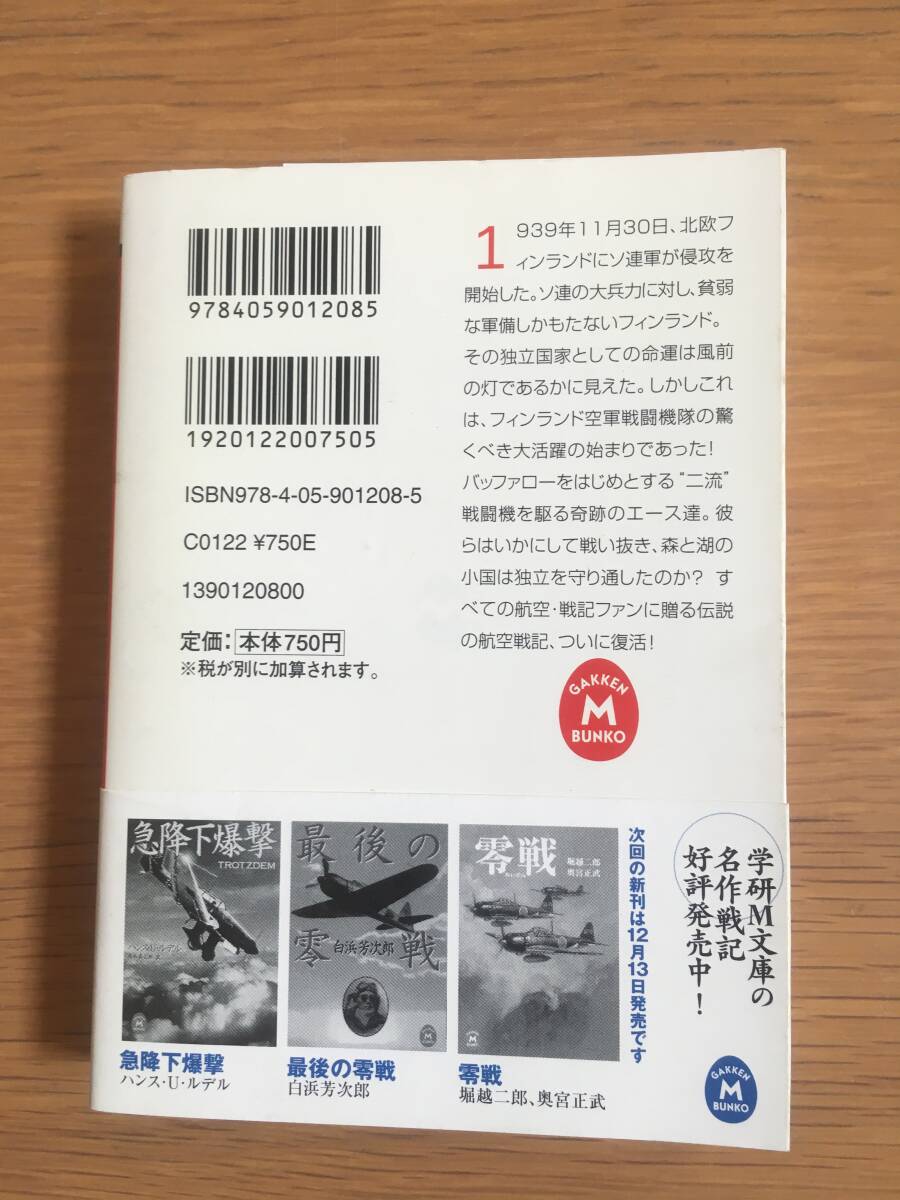 9784059012085
1920122007505
ISBN978-4-05-901208-5
C0122 ¥750E
1390120800
定価：本体750円
※税が別に加算されます。
1939年11月30日、北欧フ
ィンランドにソ連軍が侵攻を
開始した。ソ連の大兵力に対し、貧弱
な軍備しかもたないフィンランド。
その独立国家としての命運は風前
の灯であるかに見えた。しかしこれ
は、フィンランド空軍戦闘機隊の驚
くべき大活躍の始まりであった！
バッファローをはじめとする“二流”
戦闘機を駆る奇跡のエース達。彼
らはいかにして戦い抜き、森と湖の
小国は独立を守り通したのか？ す
べての航空・戦記ファンに贈る伝説
の航空戦記、ついに復活！
GAKKEN
M
BUNKO
学研M文庫の
名作戦記
好評発売中！
次回の新刊は12月13日発売です
急降下爆撃
TROTZDEM
ハンス・U・ルデル
急降下爆撃
ハンス・U・ルデル
最後の
零戦
白浜芳次郎
最後の零戦
白浜芳次郎
零戦
堀越二郎
奥宮正武
零戦
堀越二郎、奥宮正武
GAKKEN
M
BUNKO